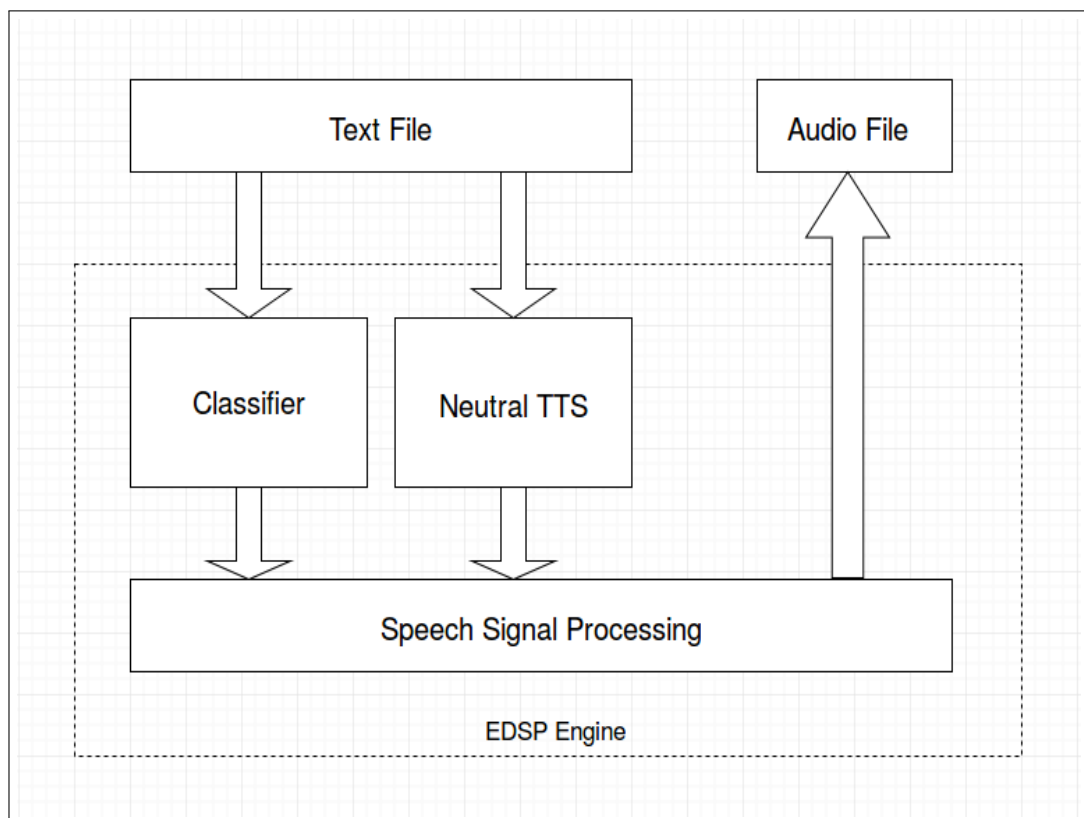 Text File
Audio File
Classifier
Neutral TTS
Speech Signal Processing
EDSP Engine